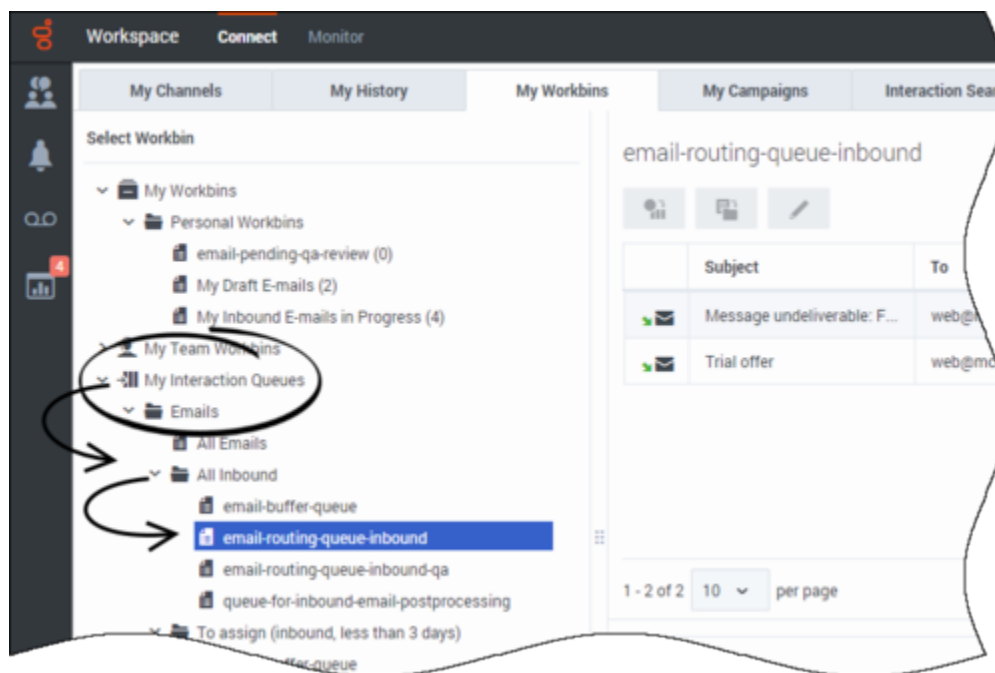 Workspace Connect Monitor
My Channels My History My Workbins My Campaigns Interaction Sea
Select Workbin
email-routing-queue-inbound
My Workbins
Personal Workbins
email-pending-qa-review (0)
My Draft E-mails (2)
My Inbound E-mails in Progress (4)
My Team Workbins
My Interaction Queues
Emails
All Emails
All Inbound
email-buffer-queue
email-routing-queue-inbound
email-routing-queue-inbound-qa
queue-for-inbound-email-postprocessing
To assign (inbound, less than 3 days)
4
Subject To
Message undeliverable: F...
Trial offer
1 - 2 of 2 10 per page